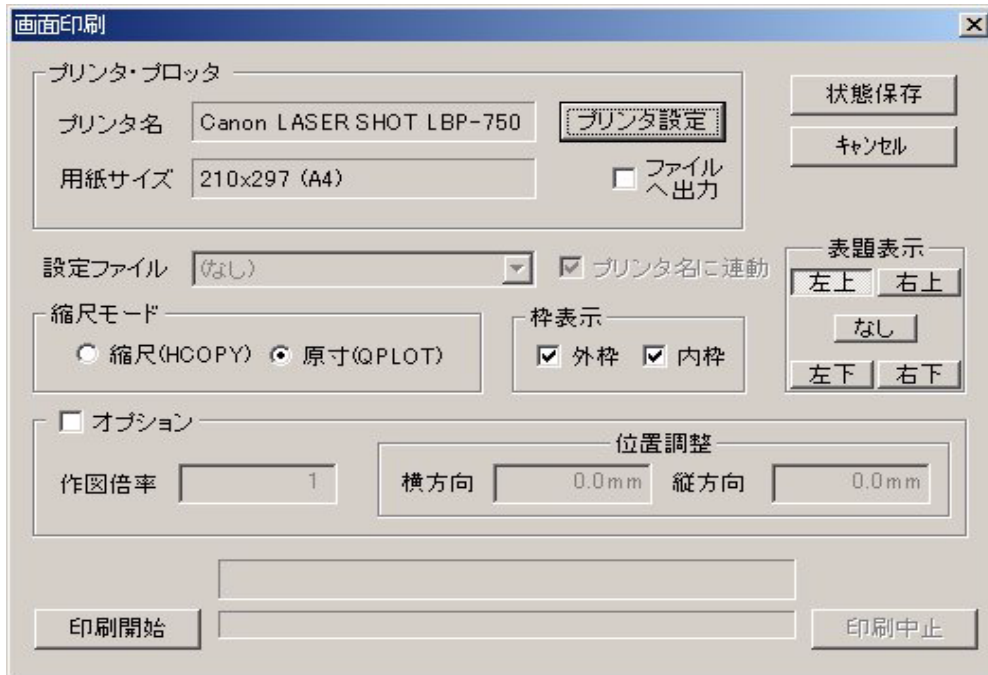 画面印刷
プリンタ・プロッタ
プリンタ名 Canon LASER SHOT LBP-750 プリンタ設定
状態保存
キャンセル
用紙サイズ 210x297 (A4)
ファイル
へ出力
設定ファイル (なし) プリンタ名に連動
表題表示
左上 右上
なし
左下 右下
縮尺モード
縮尺(HCOPY) 原寸(QPLOT)
枠表示
外枠 内枠
オプション
作図倍率 1
位置調整
横方向 0.0mm 縦方向 0.0mm
印刷開始 印刷中止